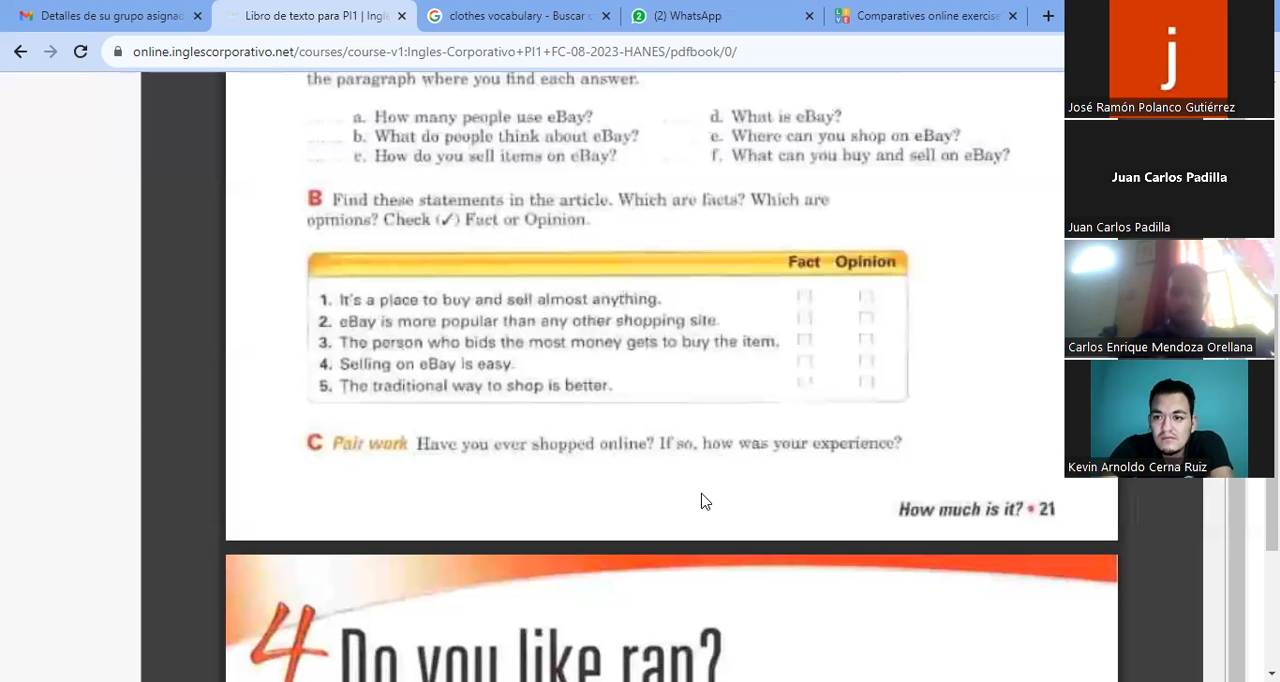 Detalles de su grupo asignac
Libro de texto para PI1 | Ingle
clothes vocabulary - Buscar c
(2) WhatsApp
Comparatives online exercise
online.inglescorporativo.net/courses/course-v1:Ingles-Corporativo+PI1+FC-08-2023-HANES/pdfbook/0/
the paragraph where you find each answer.
a. How many people use eBay?
b. What do people think about eBay?
c. How do you sell items on eBay?
d. What is eBay?
e. Where can you shop on eBay?
f. What can you buy and sell on eBay?
B Find these statements in the article. Which are facts? Which are
opinions? Check (✓) Fact or Opinion.
Fact Opinion
1. It's a place to buy and sell almost anything.
2. eBay is more popular than any other shopping site.
3. The person who bids the most money gets to buy the item.
4. Selling on eBay is easy.
5. The traditional way to shop is better.
C Pair work Have you ever shopped online? If so, how was your experience?
How much is it? • 21
4 Do you like rap?
j
José Ramón Polanco Gutiérrez
Juan Carlos Padilla
Juan Carlos Padilla
Carlos Enrique Mendoza Orellana
Kevin Arnoldo Cerna Ruiz